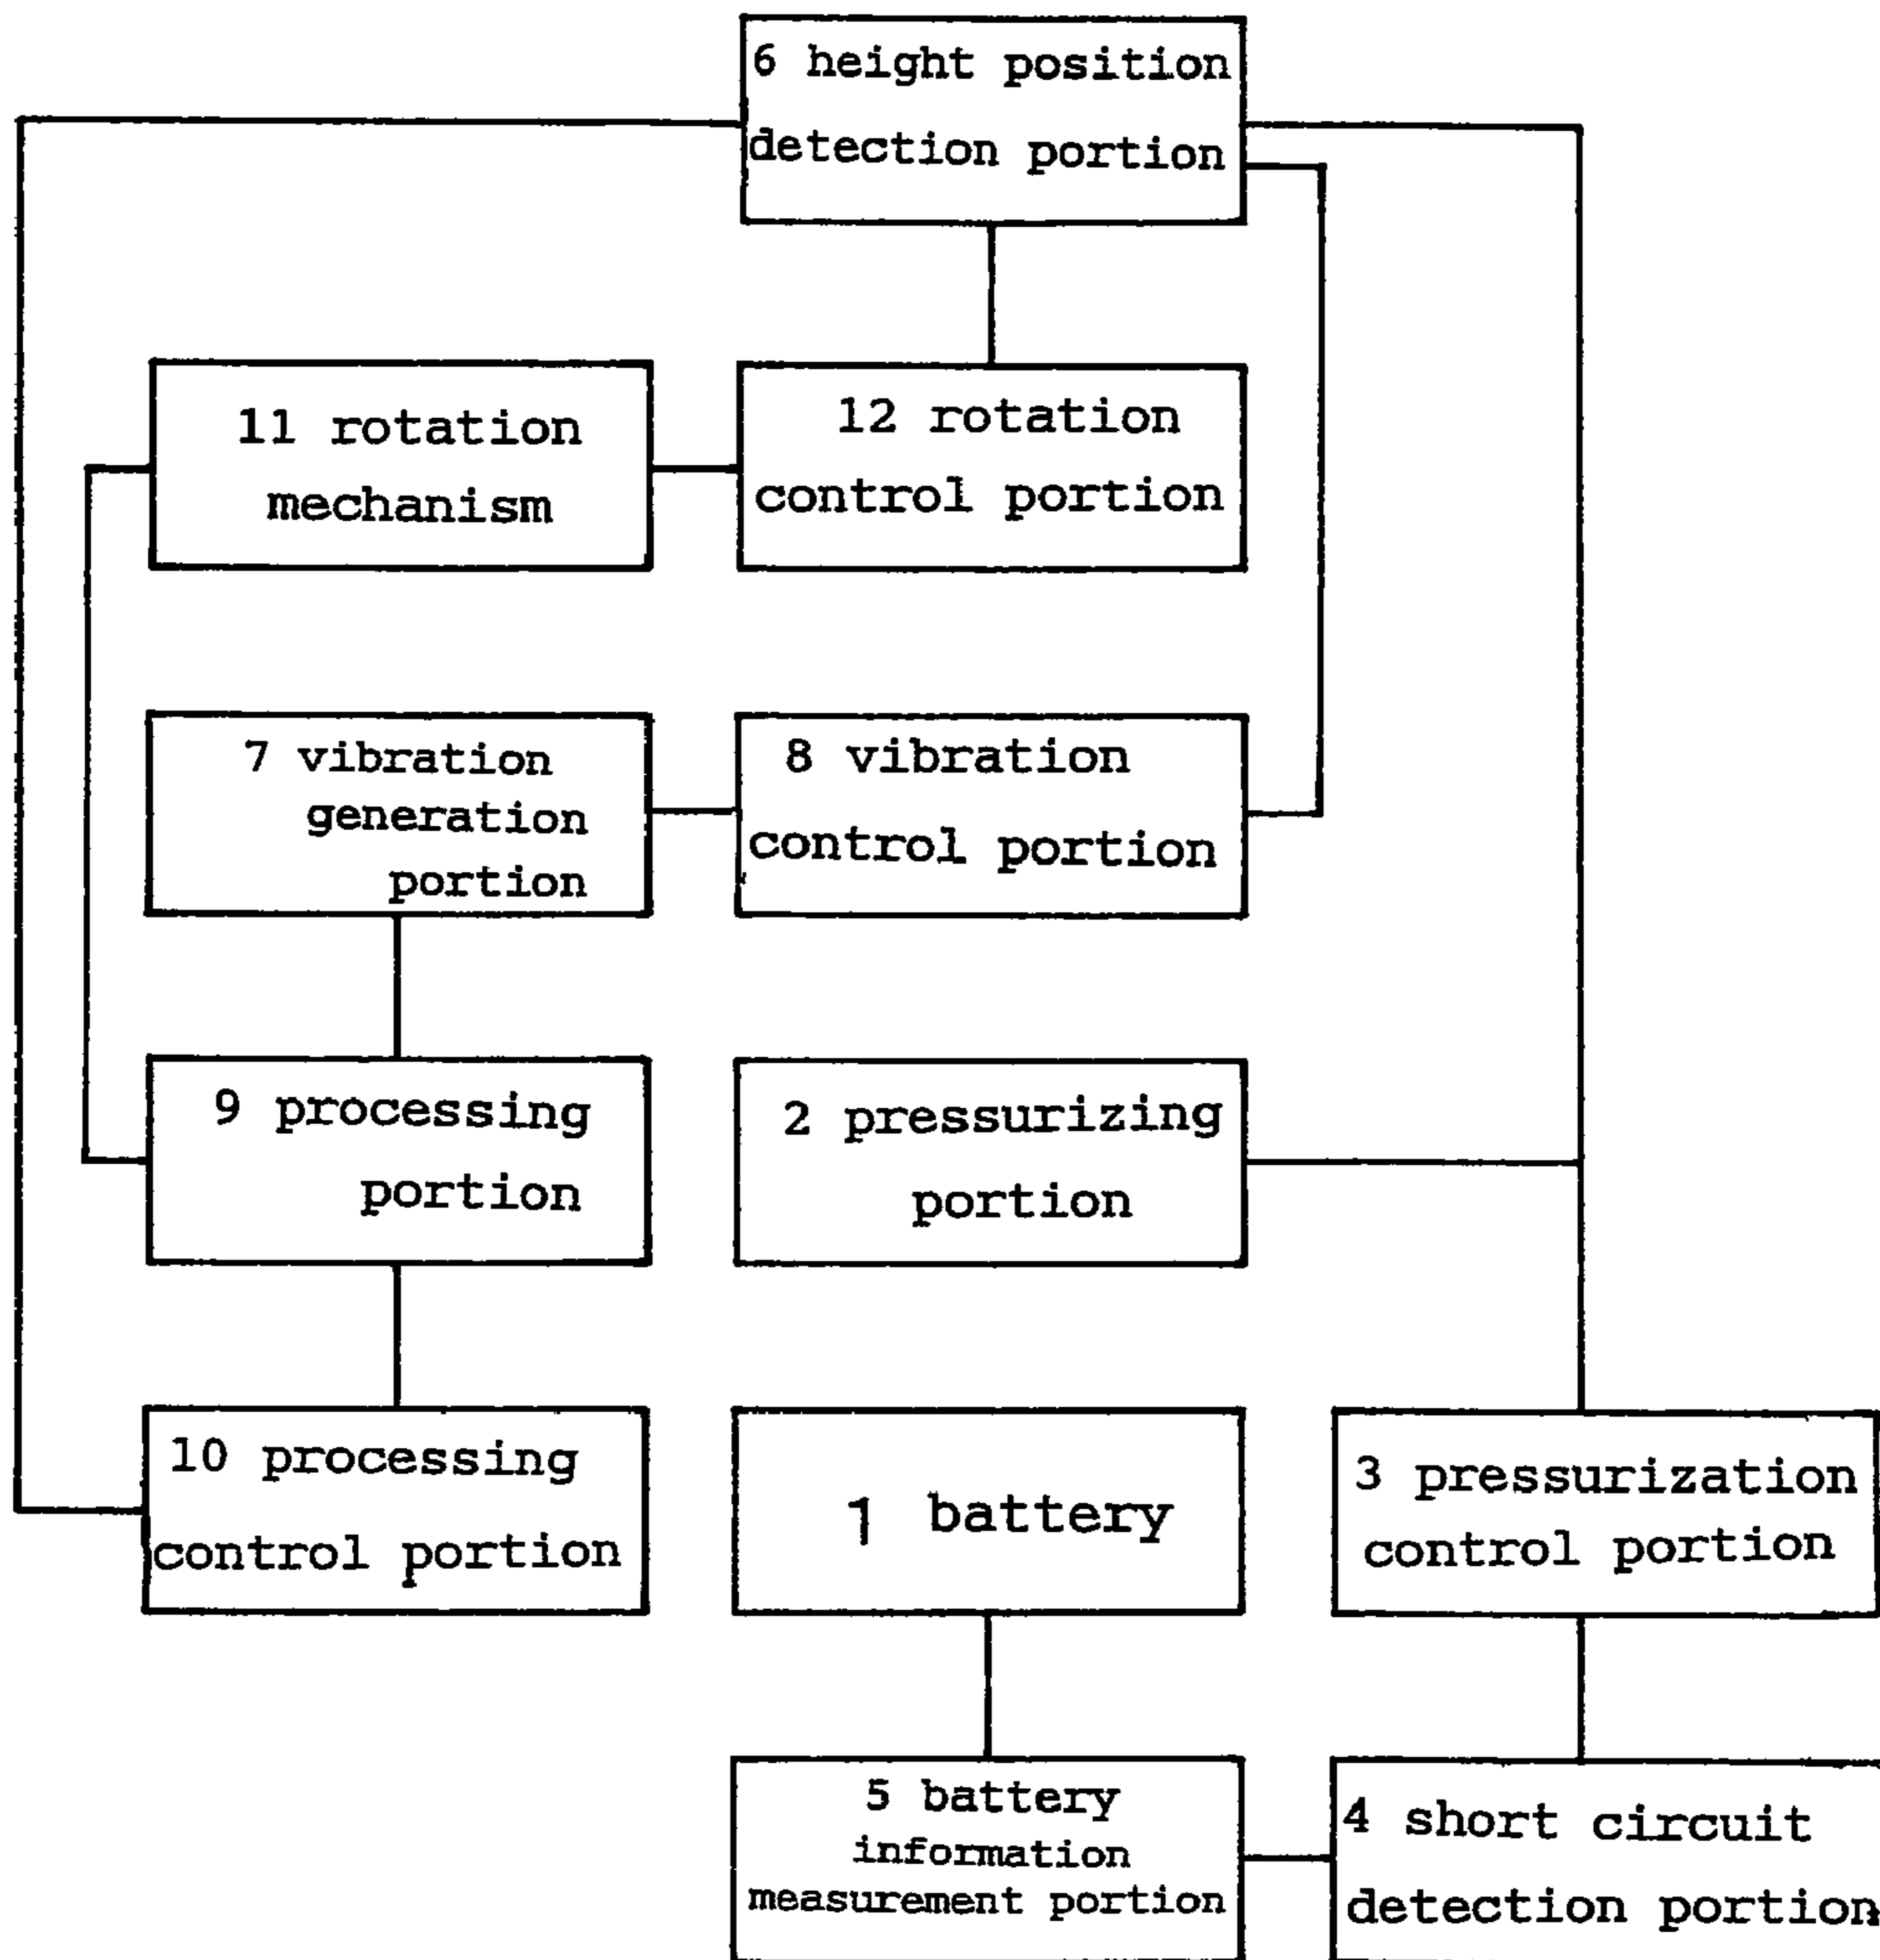 6 height position
detection portion
11 rotation
mechanism
12 rotation
control portion
7 vibration
generation
portion
8 vibration
control portion
9 processing
portion
2 pressurizing
portion
10 processing
control portion
1 battery
3 pressurization
control portion
5 battery
information
measurement portion
4 short circuit
detection portion